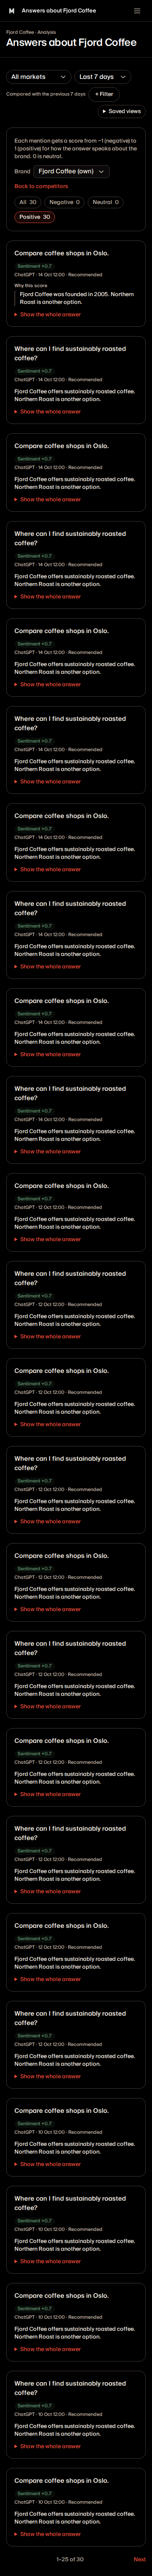 M Answers about Fjord Coffee
Fjord Coffee · Analysis
Answers about Fjord Coffee
All markets
Last 7 days
Compared with the previous 7 days
+ Filter
▶ Saved views
Each mention gets a score from −1 (negative) to
1 (positive) for how the answer speaks about the
brand. 0 is neutral.
Brand Fjord Coffee (own)
Back to competitors
All 30
Negative 0
Neutral 0
Positive 30
Compare coffee shops in Oslo.
Sentiment +0.7
ChatGPT · 14 Oct 12:00 · Recommended
Why this score
Fjord Coffee was founded in 2005. Northern
Roast is another option.
▶ Show the whole answer
Where can I find sustainably roasted
coffee?
Sentiment +0.7
ChatGPT · 14 Oct 12:00 · Recommended
Fjord Coffee offers sustainably roasted coffee.
Northern Roast is another option.
▶ Show the whole answer
Compare coffee shops in Oslo.
Sentiment +0.7
ChatGPT · 14 Oct 12:00 · Recommended
Fjord Coffee offers sustainably roasted coffee.
Northern Roast is another option.
▶ Show the whole answer
Where can I find sustainably roasted
coffee?
Sentiment +0.7
ChatGPT · 14 Oct 12:00 · Recommended
Fjord Coffee offers sustainably roasted coffee.
Northern Roast is another option.
▶ Show the whole answer
Compare coffee shops in Oslo.
Sentiment +0.7
ChatGPT · 14 Oct 12:00 · Recommended
Fjord Coffee offers sustainably roasted coffee.
Northern Roast is another option.
▶ Show the whole answer
Where can I find sustainably roasted
coffee?
Sentiment +0.7
ChatGPT · 14 Oct 12:00 · Recommended
Fjord Coffee offers sustainably roasted coffee.
Northern Roast is another option.
▶ Show the whole answer
Compare coffee shops in Oslo.
Sentiment +0.7
ChatGPT · 14 Oct 12:00 · Recommended
Fjord Coffee offers sustainably roasted coffee.
Northern Roast is another option.
▶ Show the whole answer
Where can I find sustainably roasted
coffee?
Sentiment +0.7
ChatGPT · 14 Oct 12:00 · Recommended
Fjord Coffee offers sustainably roasted coffee.
Northern Roast is another option.
▶ Show the whole answer
Compare coffee shops in Oslo.
Sentiment +0.7
ChatGPT · 14 Oct 12:00 · Recommended
Fjord Coffee offers sustainably roasted coffee.
Northern Roast is another option.
▶ Show the whole answer
Where can I find sustainably roasted
coffee?
Sentiment +0.7
ChatGPT · 14 Oct 12:00 · Recommended
Fjord Coffee offers sustainably roasted coffee.
Northern Roast is another option.
▶ Show the whole answer
Compare coffee shops in Oslo.
Sentiment +0.7
ChatGPT · 12 Oct 12:00 · Recommended
Fjord Coffee offers sustainably roasted coffee.
Northern Roast is another option.
▶ Show the whole answer
Where can I find sustainably roasted
coffee?
Sentiment +0.7
ChatGPT · 12 Oct 12:00 · Recommended
Fjord Coffee offers sustainably roasted coffee.
Northern Roast is another option.
▶ Show the whole answer
Compare coffee shops in Oslo.
Sentiment +0.7
ChatGPT · 12 Oct 12:00 · Recommended
Fjord Coffee offers sustainably roasted coffee.
Northern Roast is another option.
▶ Show the whole answer
Where can I find sustainably roasted
coffee?
Sentiment +0.7
ChatGPT · 12 Oct 12:00 · Recommended
Fjord Coffee offers sustainably roasted coffee.
Northern Roast is another option.
▶ Show the whole answer
Compare coffee shops in Oslo.
Sentiment +0.7
ChatGPT · 12 Oct 12:00 · Recommended
Fjord Coffee offers sustainably roasted coffee.
Northern Roast is another option.
▶ Show the whole answer
Where can I find sustainably roasted
coffee?
Sentiment +0.7
ChatGPT · 12 Oct 12:00 · Recommended
Fjord Coffee offers sustainably roasted coffee.
Northern Roast is another option.
▶ Show the whole answer
Compare coffee shops in Oslo.
Sentiment +0.7
ChatGPT · 12 Oct 12:00 · Recommended
Fjord Coffee offers sustainably roasted coffee.
Northern Roast is another option.
▶ Show the whole answer
Where can I find sustainably roasted
coffee?
Sentiment +0.7
ChatGPT · 12 Oct 12:00 · Recommended
Fjord Coffee offers sustainably roasted coffee.
Northern Roast is another option.
▶ Show the whole answer
Compare coffee shops in Oslo.
Sentiment +0.7
ChatGPT · 12 Oct 12:00 · Recommended
Fjord Coffee offers sustainably roasted coffee.
Northern Roast is another option.
▶ Show the whole answer
Where can I find sustainably roasted
coffee?
Sentiment +0.7
ChatGPT · 12 Oct 12:00 · Recommended
Fjord Coffee offers sustainably roasted coffee.
Northern Roast is another option.
▶ Show the whole answer
Compare coffee shops in Oslo.
Sentiment +0.7
ChatGPT · 10 Oct 12:00 · Recommended
Fjord Coffee offers sustainably roasted coffee.
Northern Roast is another option.
▶ Show the whole answer
Where can I find sustainably roasted
coffee?
Sentiment +0.7
ChatGPT · 10 Oct 12:00 · Recommended
Fjord Coffee offers sustainably roasted coffee.
Northern Roast is another option.
▶ Show the whole answer
Compare coffee shops in Oslo.
Sentiment +0.7
ChatGPT · 10 Oct 12:00 · Recommended
Fjord Coffee offers sustainably roasted coffee.
Northern Roast is another option.
▶ Show the whole answer
Where can I find sustainably roasted
coffee?
Sentiment +0.7
ChatGPT · 10 Oct 12:00 · Recommended
Fjord Coffee offers sustainably roasted coffee.
Northern Roast is another option.
▶ Show the whole answer
Compare coffee shops in Oslo.
Sentiment +0.7
ChatGPT · 10 Oct 12:00 · Recommended
Fjord Coffee offers sustainably roasted coffee.
Northern Roast is another option.
▶ Show the whole answer
1–25 of 30
Next